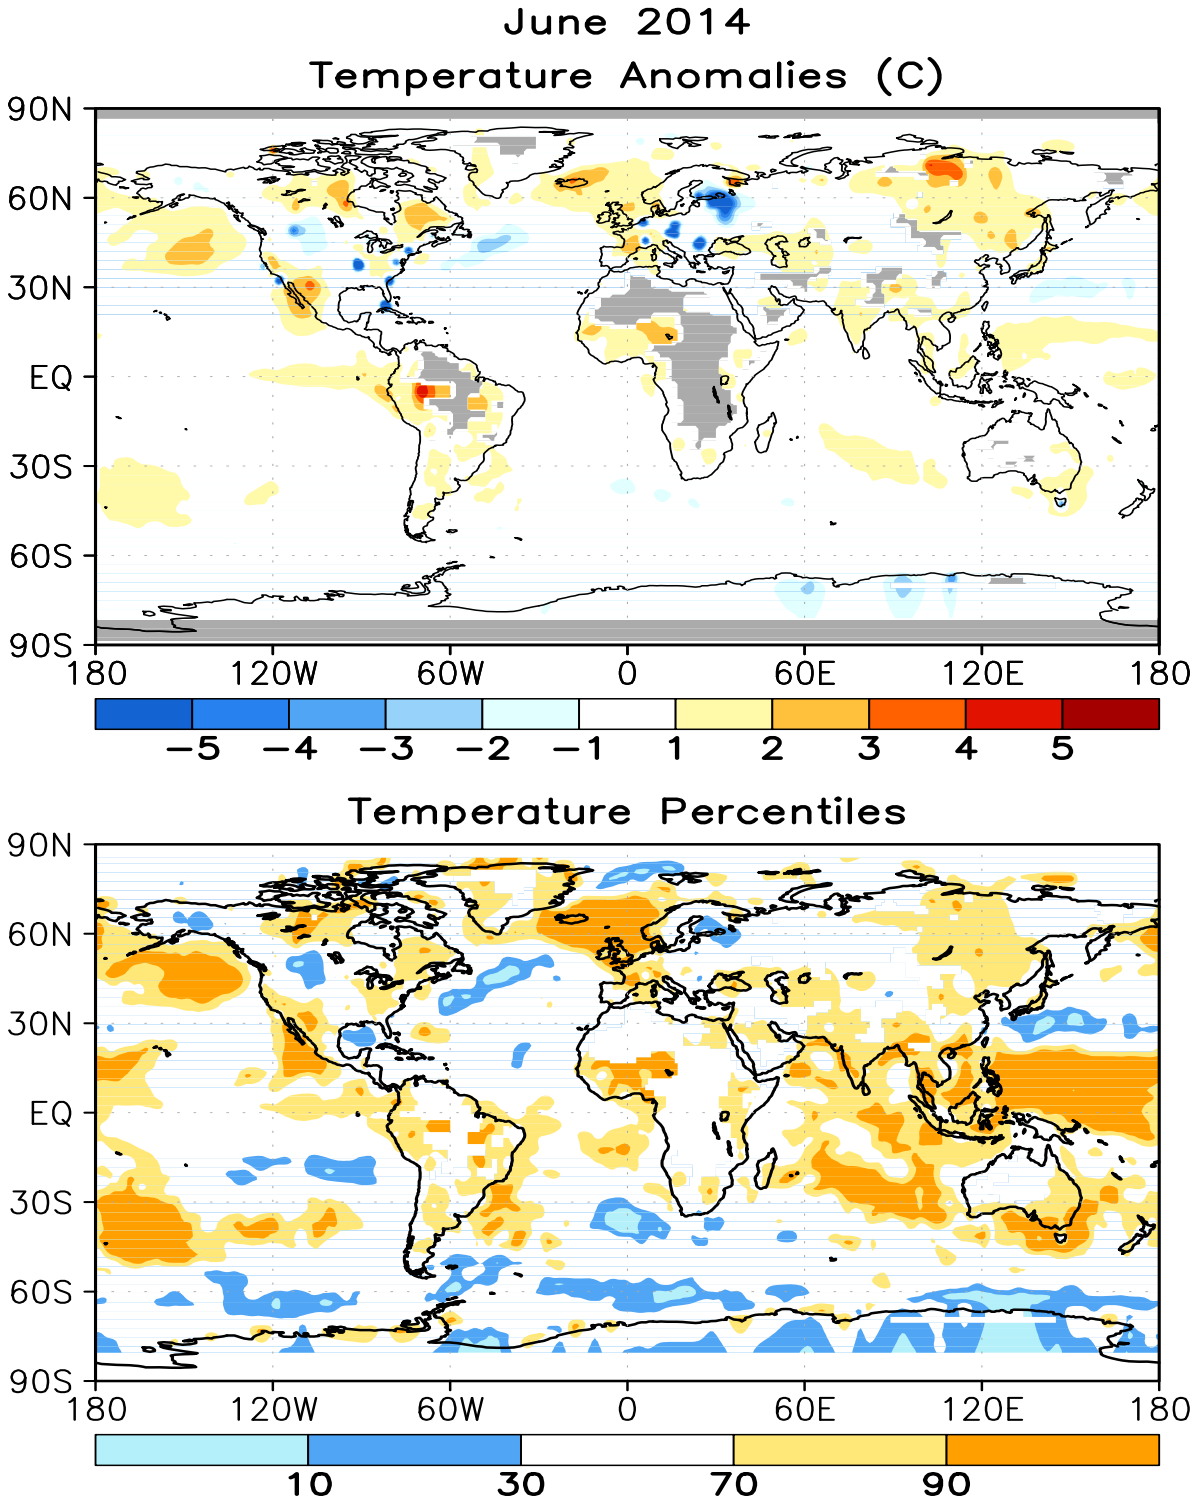 June 2014
Temperature Anomalies (C)
90N
60N
30N
EQ
30S
60S
90S
180 120W 60W 0 60E 120E 180
−5 −4 −3 −2 −1 1 2 3 4 5
Temperature Percentiles
90N
60N
30N
EQ
30S
60S
90S
180 120W 60W 0 60E 120E 180
10 30 70 90